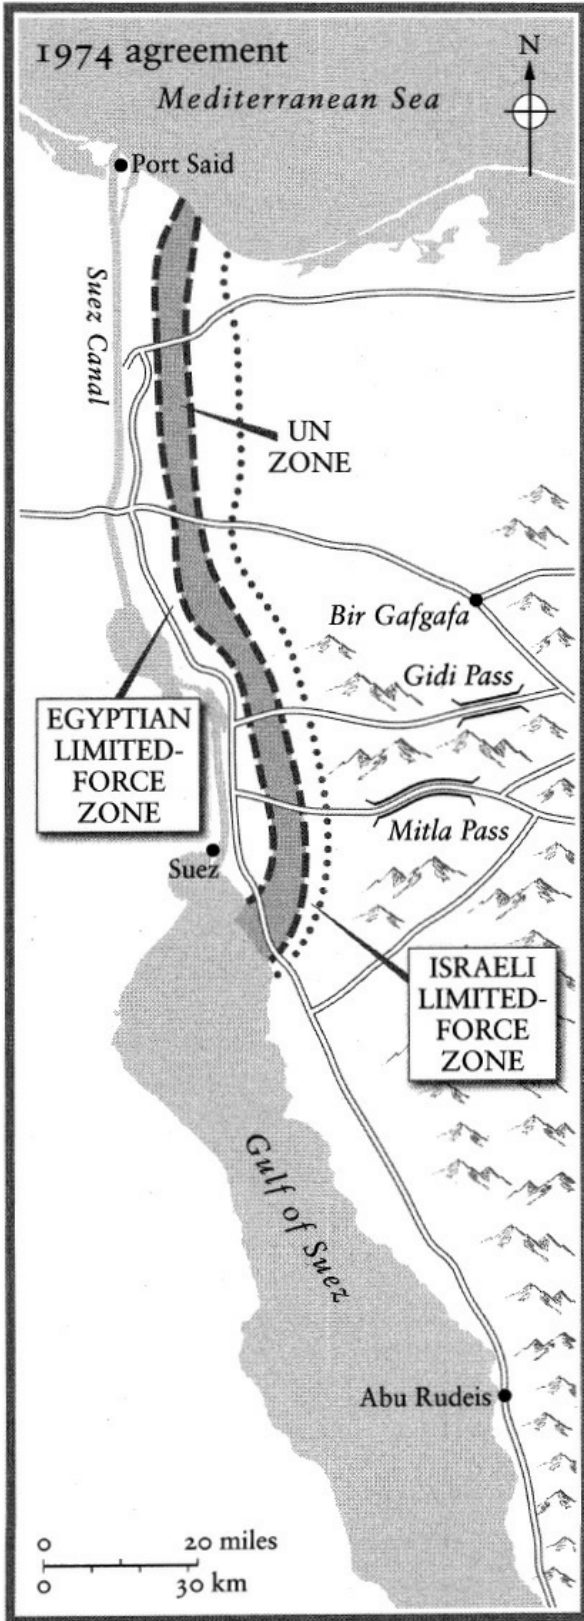 1974 agreement
N
Mediterranean Sea
Port Said
Suez Canal
UN
ZONE
Bir Gafgafa
Gidi Pass
EGYPTIAN
LIMITED-
FORCE
ZONE
Mitla Pass
Suez
ISRAELI
LIMITED-
FORCE
ZONE
Gulf of Suez
Abu Rudeis
0 20 miles
0 30 km